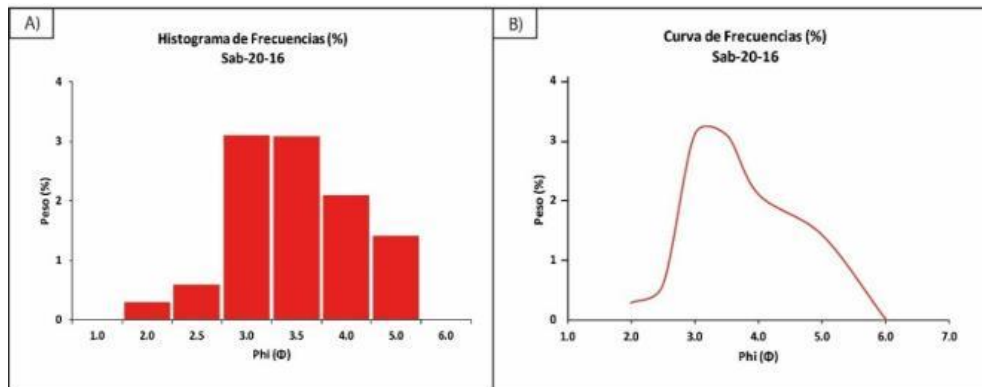 A)
Histograma de Frecuencias (%)
Sab-20-16
4
3
2
1
0
Peso (%)
1.0 2.0 2.5 3.0 3.5 4.0 5.0 6.0
Phi (Φ)
B)
Curva de Frecuencias (%)
Sab-20-16
4
3
2
1
0
Peso (%)
1.0 2.0 3.0 4.0 5.0 6.0 7.0
Phi (Φ)